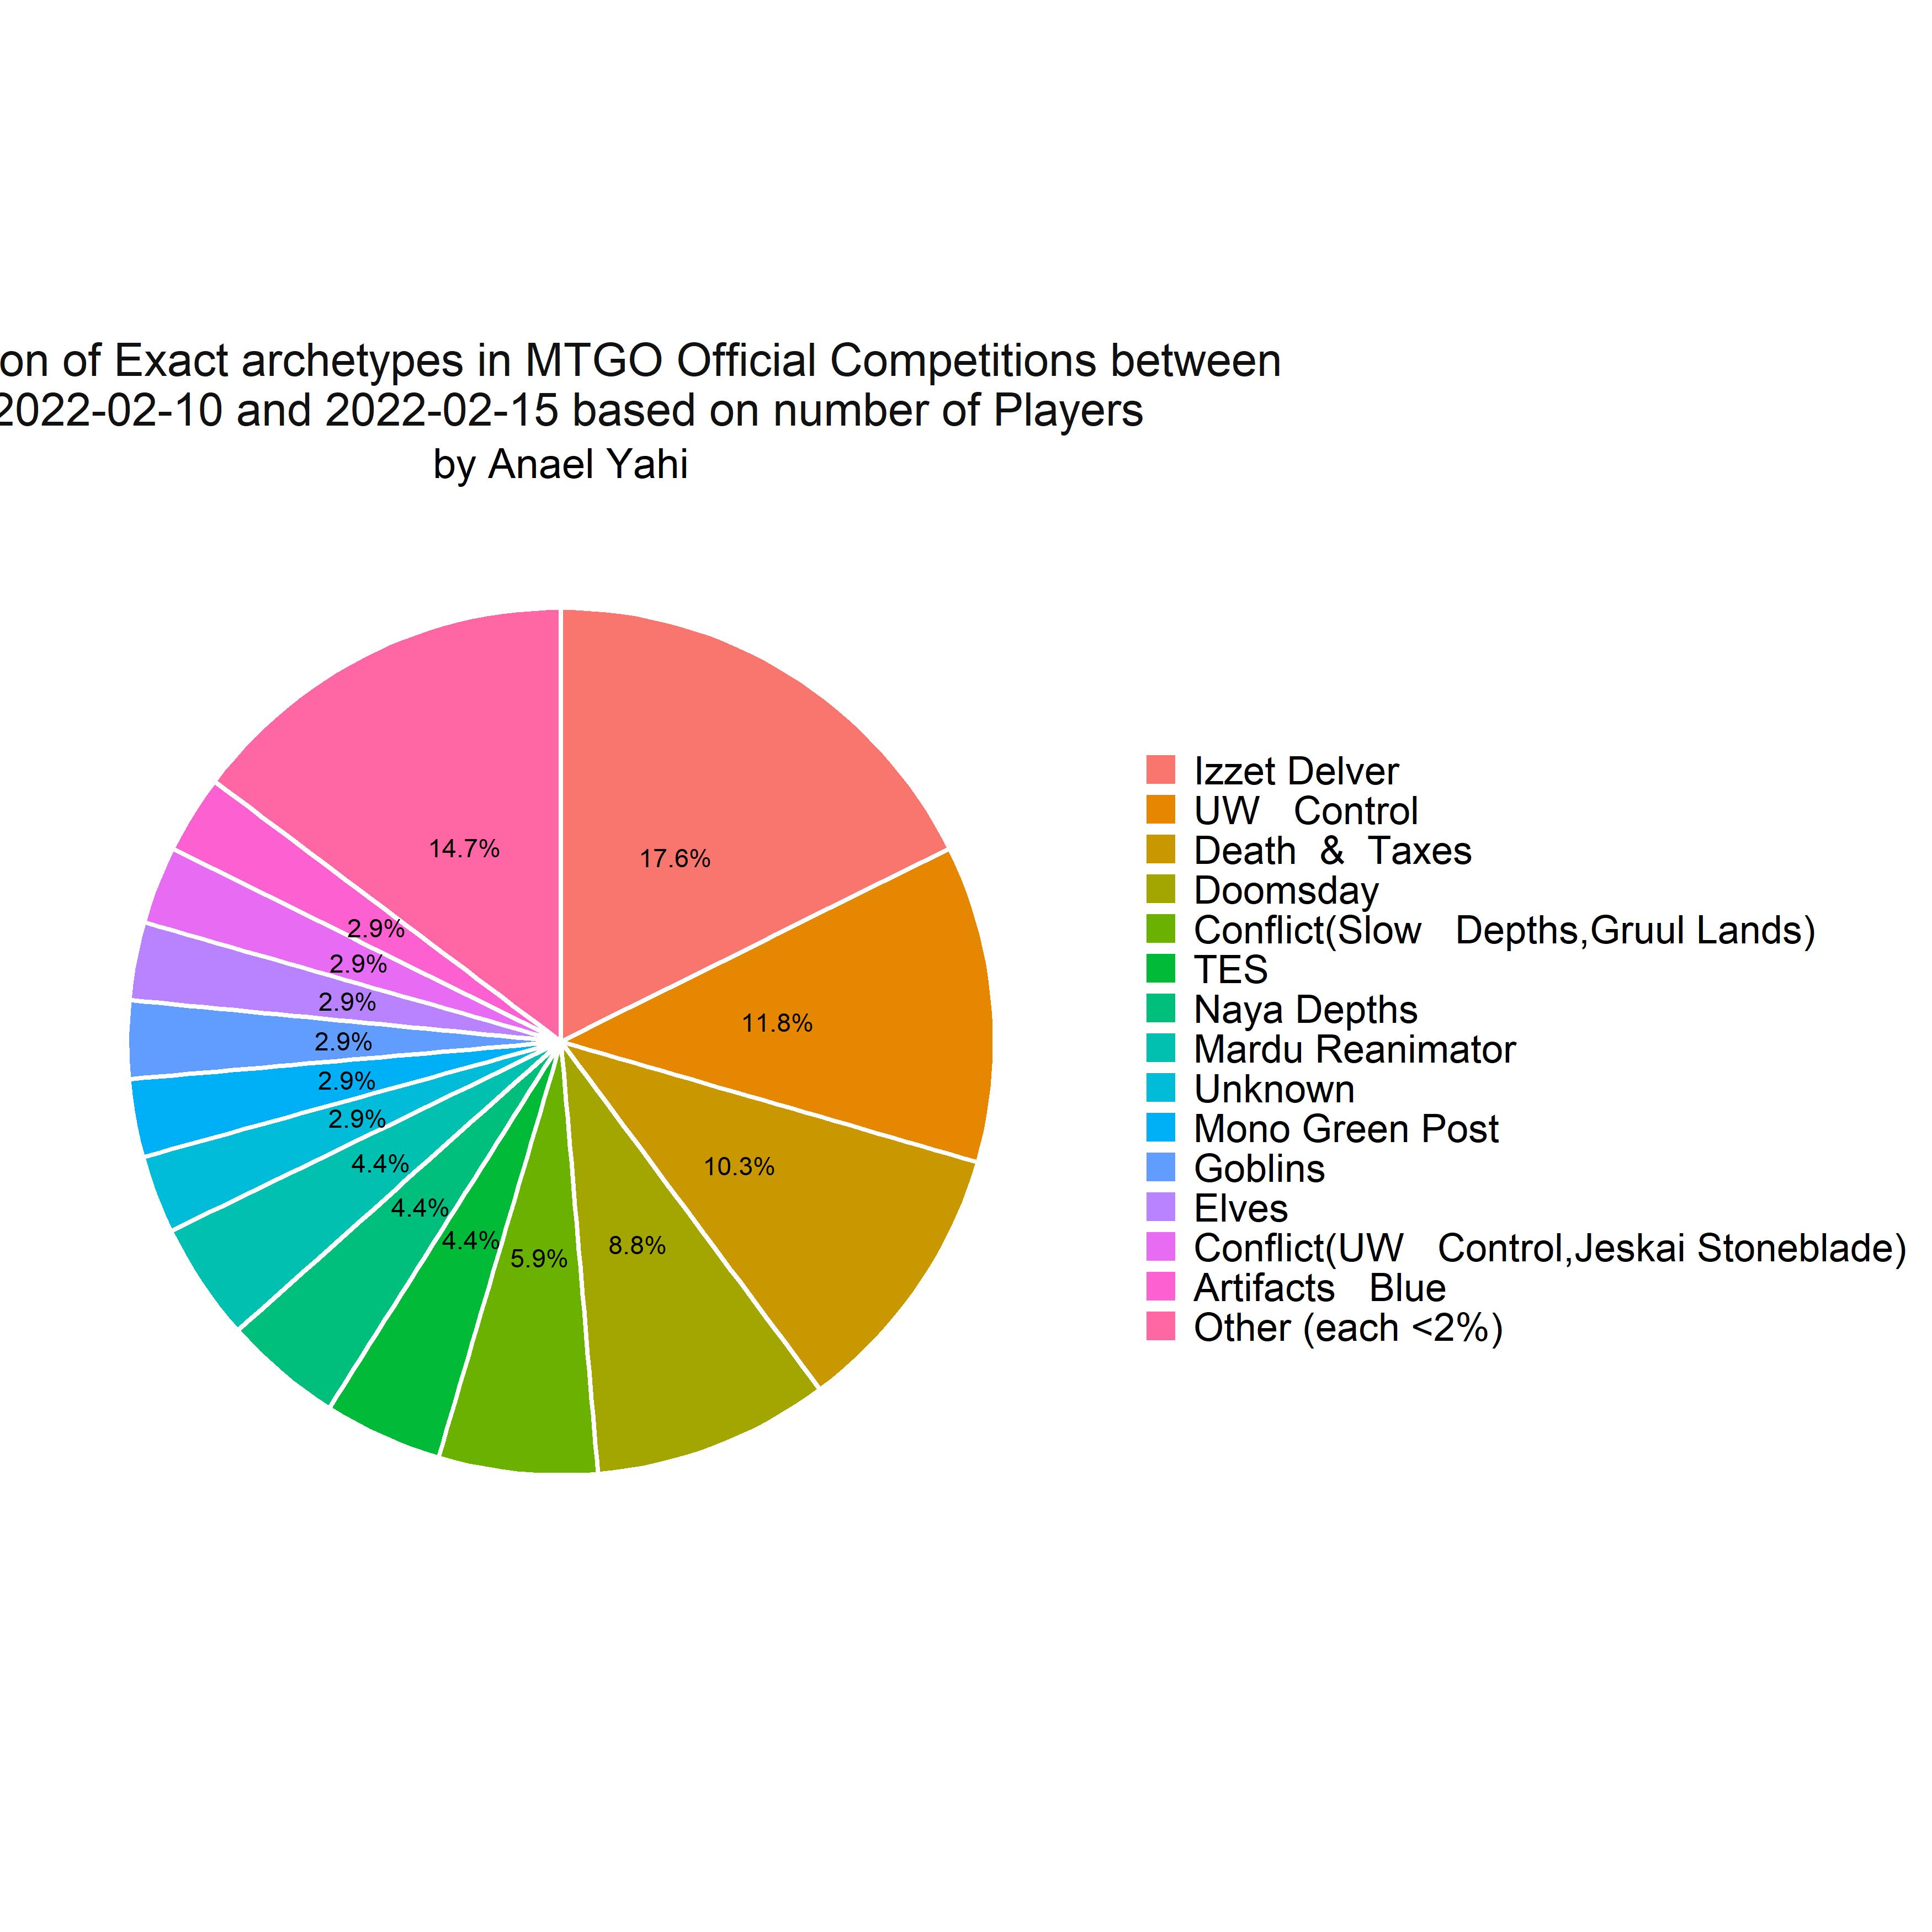 on of Exact archetypes in MTGO Official Competitions between
2022-02-10 and 2022-02-15 based on number of Players
by Anael Yahi
14.7%
17.6%
2.9%
2.9%
2.9%
2.9%
2.9%
2.9%
4.4%
4.4%
4.4%
5.9%
8.8%
10.3%
11.8%
Izzet Delver
UW Control
Death & Taxes
Doomsday
Conflict(Slow Depths,Gruul Lands)
TES
Naya Depths
Mardu Reanimator
Unknown
Mono Green Post
Goblins
Elves
Conflict(UW Control,Jeskai Stoneblade)
Artifacts Blue
Other (each <2%)